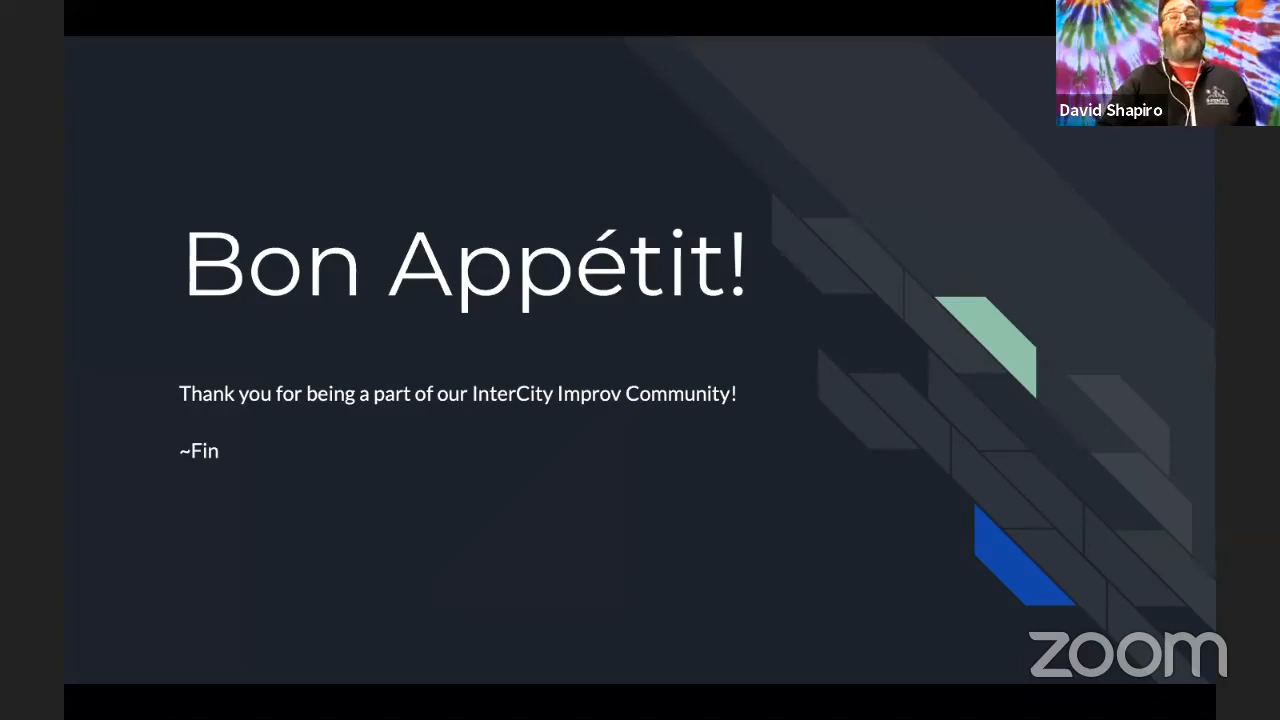 David Shapiro
Bon Appétit!
Thank you for being a part of our InterCity Improv Community!
~Fin
zoom